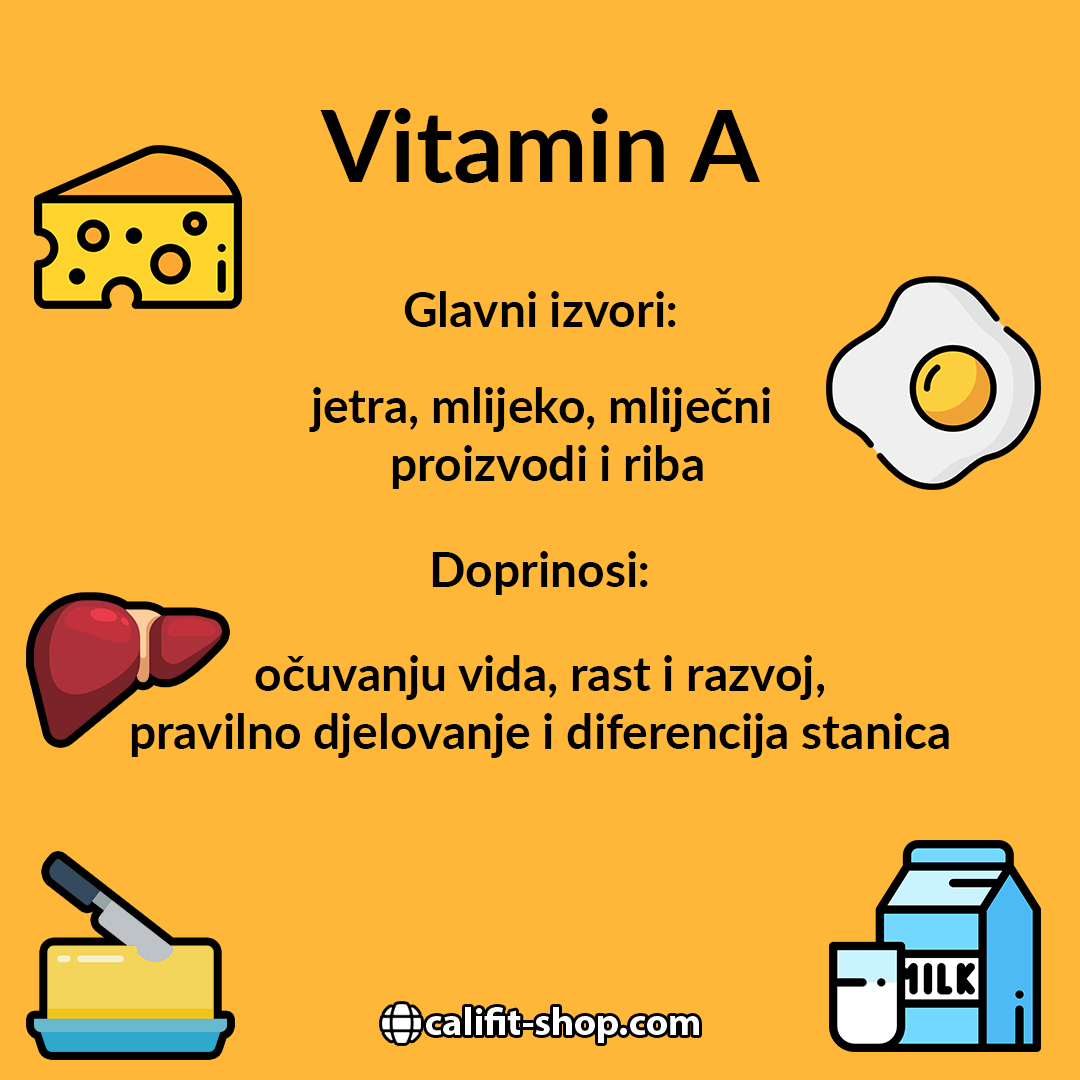 Vitamin A
Glavni izvori:
jetra, mlijeko, mliječni
proizvodi i riba
Doprinosi:
očuvanju vida, rast i razvoj,
pravilno djelovanje i diferencija stanica
MILK
califit-shop.com